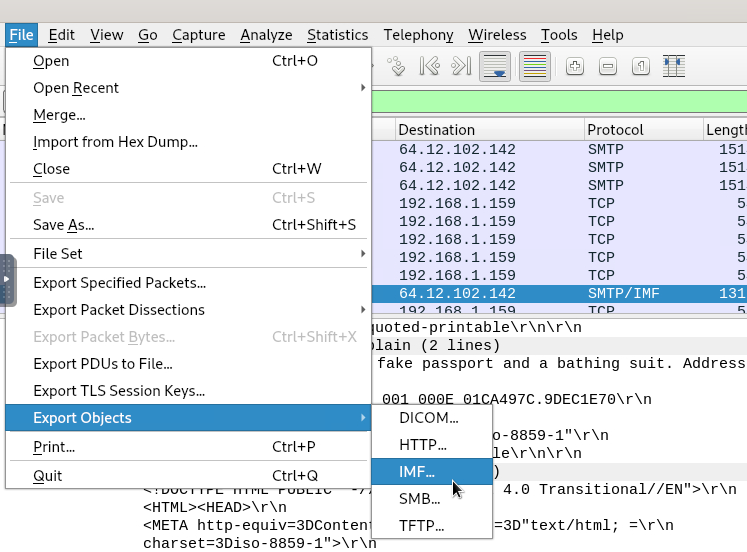 File Edit View Go Capture Analyze Statistics Telephony Wireless Tools Help
Open Ctrl+O
Open Recent
Merge...
Import from Hex Dump...
Close Ctrl+W
Save Ctrl+S
Save As... Ctrl+Shift+S
File Set
Export Specified Packets...
Export Packet Dissections
Export Packet Bytes... Ctrl+Shift+X
Export PDUs to File...
Export TLS Session Keys...
Export Objects
Print... Ctrl+P
Quit Ctrl+Q
DICOM...
HTTP...
IMF...
SMB...
TFTP...
Destination Protocol Length
64.12.102.142 SMTP 151
64.12.102.142 SMTP 151
64.12.102.142 SMTP 151
192.168.1.159 TCP 5
192.168.1.159 TCP 5
192.168.1.159 TCP 5
192.168.1.159 TCP 5
192.168.1.159 TCP 5
64.12.102.142 SMTP/IMF 131
192.168.1.159 TCP 5
quoted-printable\r\n\r\n
plain (2 lines)
fake passport and a bathing suit. Address
001_000E_01CA497C.9DEC1E70\r\n
so-8859-1"\r\n
le\r\n\r\n
)
<!DOCTYPE HTML PUBLIC "-// 4.0 Transitional//EN">\r\n
<HTML><HEAD>\r\n
<META http-equiv=3DConten =3D"text/html; =\r\n
charset=3Diso-8859-1">\r\n